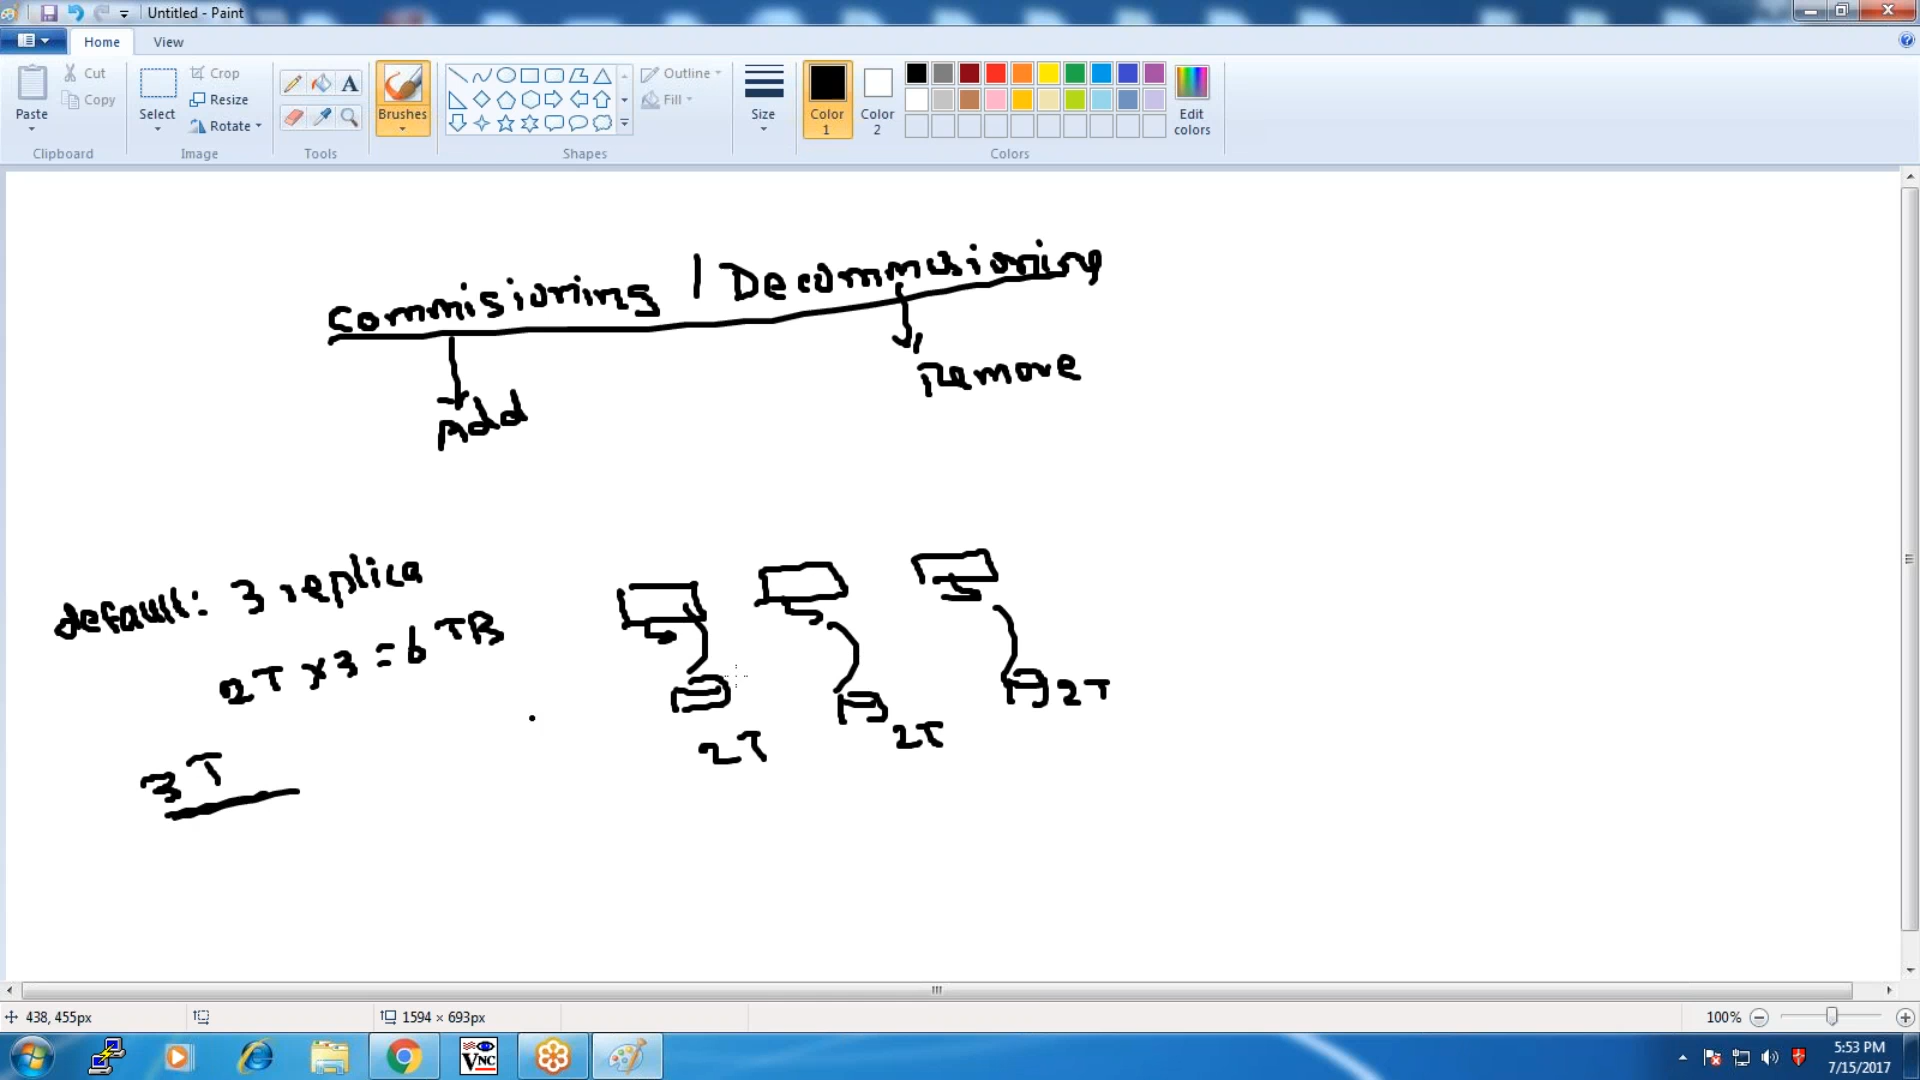 Untitled - Paint
Home View
Paste Cut Copy Clipboard
Select Crop Resize Rotate Image
Tools
Brushes
Shapes
Outline Fill
Size
Color 1 Color 2
Edit colors
Colors
Commisioning | Decommisioning
Add
Remove
default: 3 replica
2T x 3 = 6 TB
3T
2T 2T 2T
438, 455px
1594 × 693px
100%
5:53 PM
7/15/2017